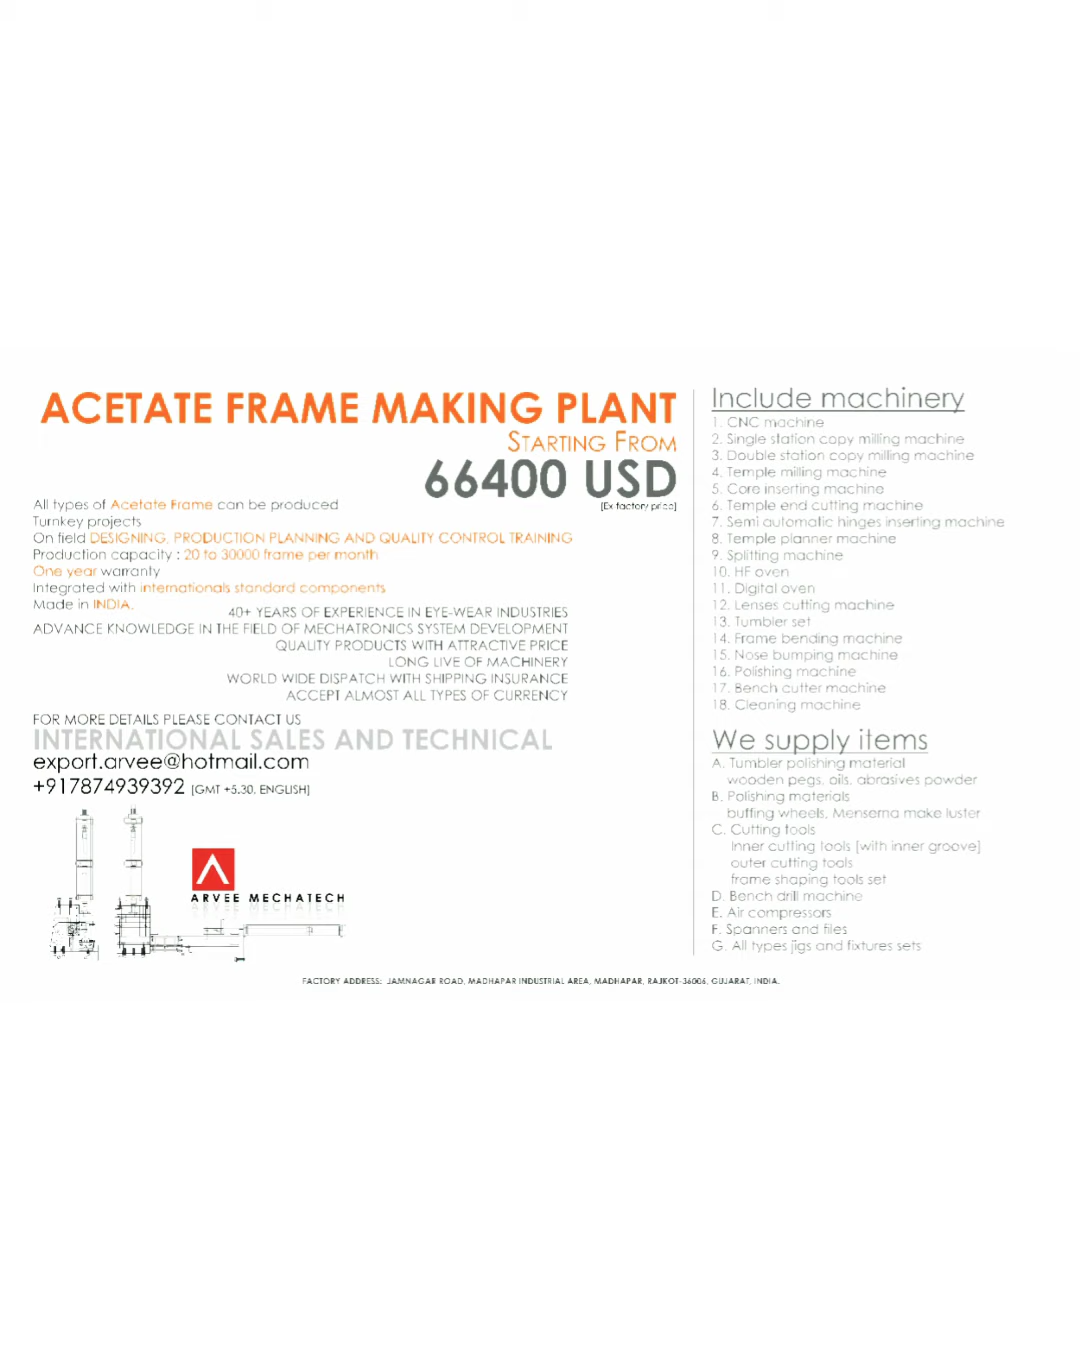 ACETATE FRAME MAKING PLANT
STARTING FROM
66400 USD
[Ex factory price]
All types of Acetate Frame can be produced
Turnkey projects
On field DESIGNING, PRODUCTION PLANNING AND QUALITY CONTROL TRAINING
Production capacity : 20 to 30000 frame per month
One year warranty
Integrated with internationals standard components
Made in INDIA.
40+ YEARS OF EXPERIENCE IN EYE-WEAR INDUSTRIES
ADVANCE KNOWLEDGE IN THE FIELD OF MECHATRONICS SYSTEM DEVELOPMENT
QUALITY PRODUCTS WITH ATTRACTIVE PRICE
LONG LIVE OF MACHINERY
WORLD WIDE DISPATCH WITH SHIPPING INSURANCE
ACCEPT ALMOST ALL TYPES OF CURRENCY
FOR MORE DETAILS PLEASE CONTACT US
INTERNATIONAL SALES AND TECHNICAL
export.arvee@hotmail.com
+917874939392 [GMT +5.30, ENGLISH]
ARVEE MECHATECH
Include machinery
1. CNC machine
2. Single station copy milling machine
3. Double station copy milling machine
4. Temple milling machine
5. Core inserting machine
6. Temple end cutting machine
7. Semi automatic hinges inserting machine
8. Temple planner machine
9. Splitting machine
10. HF oven
11. Digital oven
12. Lenses cutting machine
13. Tumbler set
14. Frame bending machine
15. Nose bumping machine
16. Polishing machine
17. Bench cutter machine
18. Cleaning machine
We supply items
A. Tumbler polishing material
wooden pegs, oils, abrasives powder
B. Polishing materials
buffing wheels, Menserna make luster
C. Cutting tools
Inner cutting tools [with inner groove]
outer cutting tools
frame shaping tools set
D. Bench drill machine
E. Air compressors
F. Spanners and files
G. All types jigs and fixtures sets
FACTORY ADDRESS: JAMNAGAR ROAD, MADHAPAR INDUSTRIAL AREA, MADHAPAR, RAJKOT-36006, GUJARAT, INDIA.